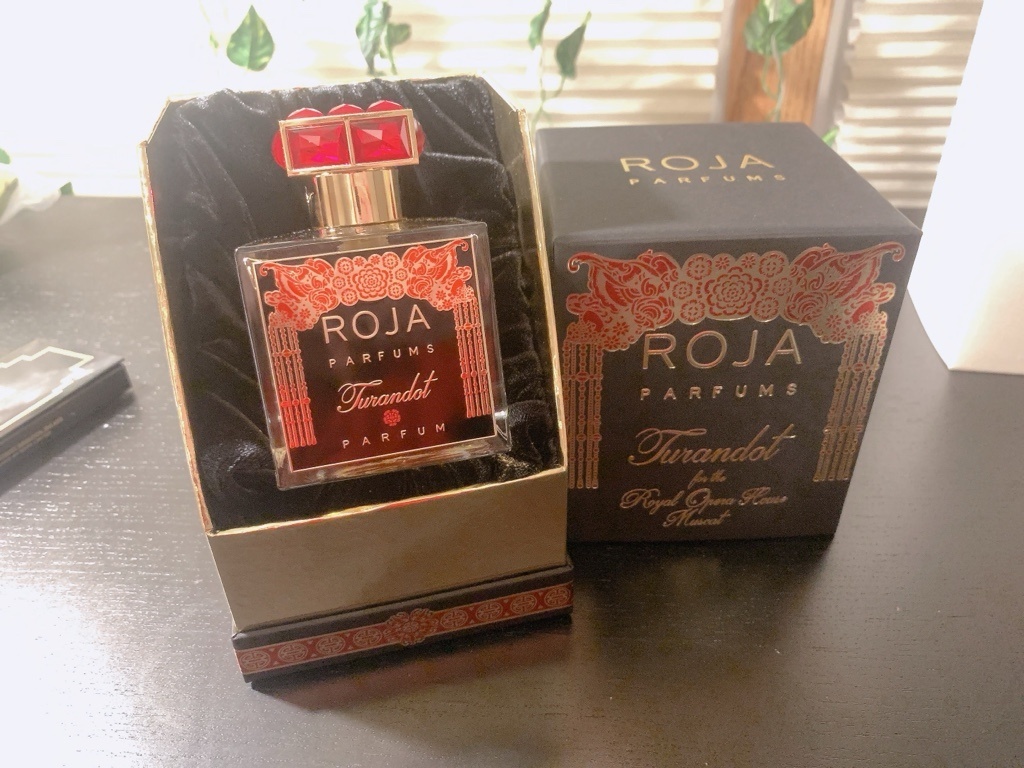 ROJA
PARFUMS
Turandot
PARFUM
ROJA
PARFUMS
ROJA
PARFUMS
Turandot
for the
Royal Opera House
Muscat